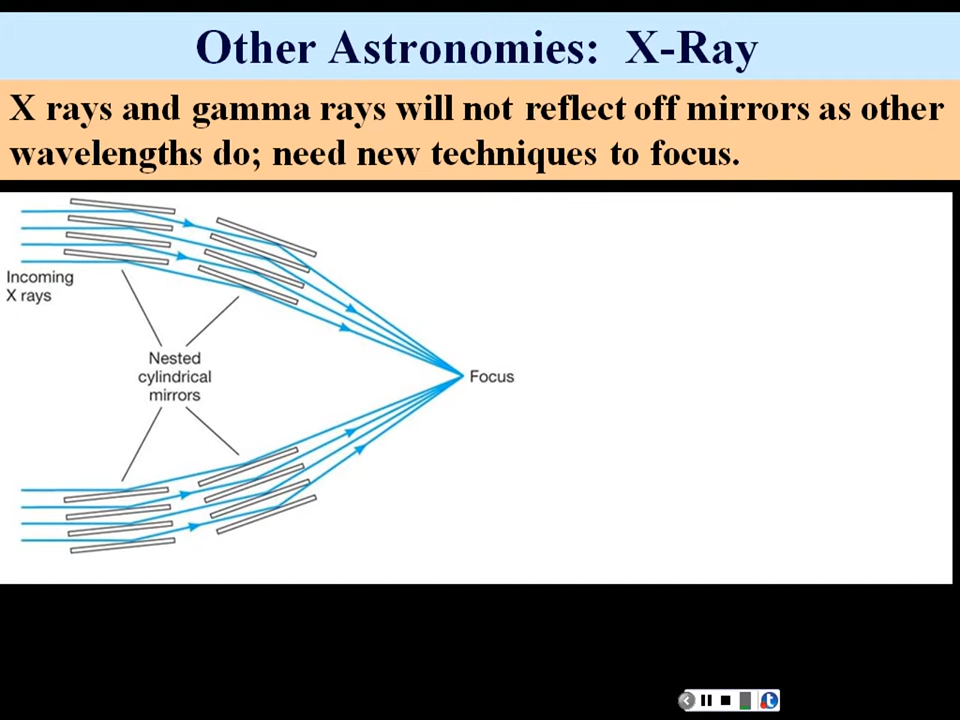 Other Astronomies: X-Ray
X rays and gamma rays will not reflect off mirrors as other
wavelengths do; need new techniques to focus.
Incoming
X rays
Nested
cylindrical
mirrors
Focus